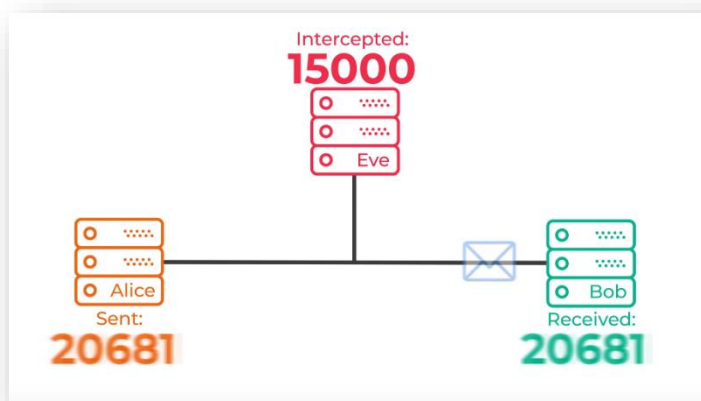 Intercepted:
15000
Eve
Alice
Bob
Sent:
Received:
20681
20681